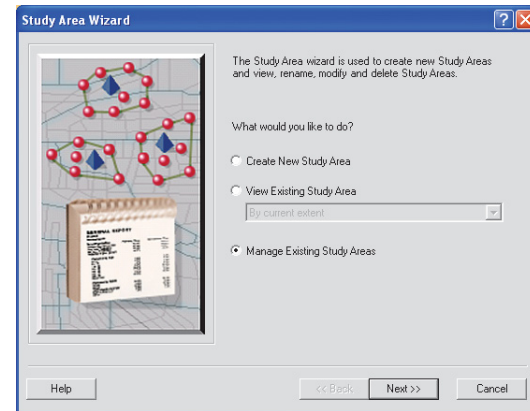 Study Area Wizard
The Study Area wizard is used to create new Study Areas
and view, rename, modify and delete Study Areas.
What would you like to do?
Create New Study Area
View Existing Study Area
By current extent
Manage Existing Study Areas
Help
<< Back
Next >>
Cancel